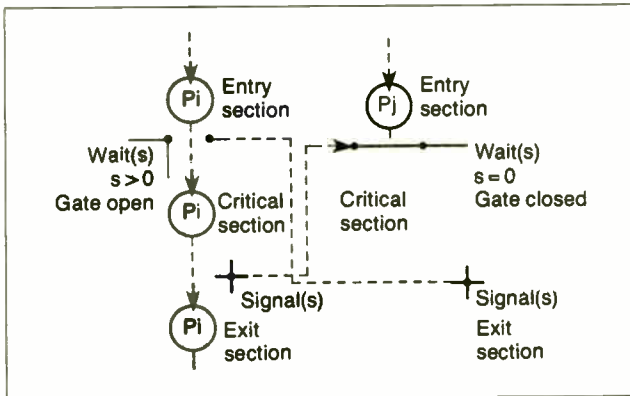 Pi
Entry
section
Wait(s)
s > 0
Gate open
Pi
Critical
section
Signal(s)
Pi
Exit
section
Pj
Entry
section
Wait(s)
s = 0
Gate closed
Critical
section
Signal(s)
Exit
section